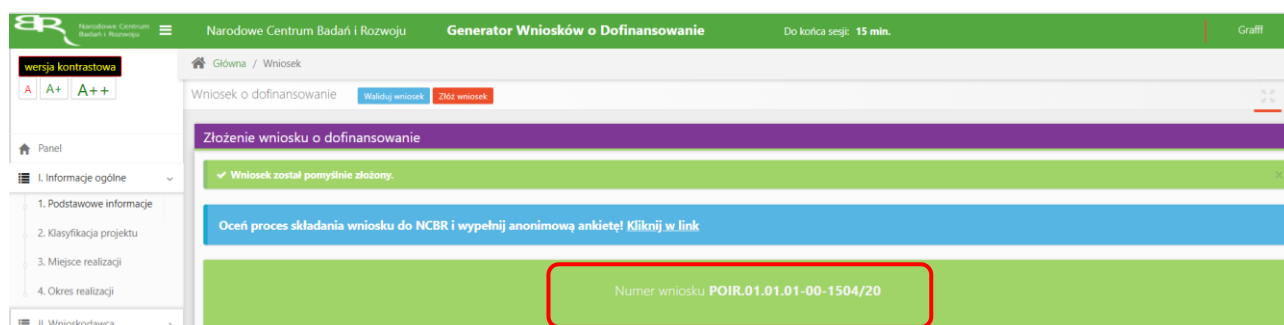 Narodowe Centrum
Badań i Rozwoju
Narodowe Centrum Badań i Rozwoju
Generator Wniosków o Dofinansowanie
Do końca sesji: 15 min.
Grafff
wersja kontrastowa
A A+ A++
Główna / Wniosek
Wniosek o dofinansowanie
Waliduj wniosek
Złóż wniosek
Panel
I. Informacje ogólne
1. Podstawowe informacje
2. Klasyfikacja projektu
3. Miejsce realizacji
4. Okres realizacji
II. Wnioskodawca
Złożenie wniosku o dofinansowanie
Wniosek został pomyślnie złożony.
Oceń proces składania wniosku do NCBR i wypełnij anonimową ankietę! Kliknij w link
Numer wniosku POIR.01.01.01-00-1504/20